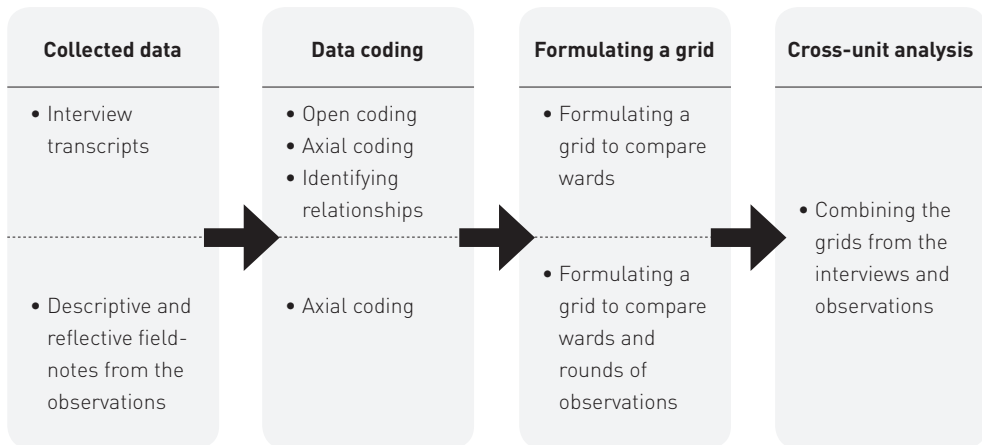 Collected data
• Interview
transcripts
• Descriptive and
reflective field-
notes from the
observations
Data coding
• Open coding
• Axial coding
• Identifying
relationships
• Axial coding
Formulating a grid
• Formulating a
grid to compare
wards
• Formulating a
grid to compare
wards and
rounds of
observations
Cross-unit analysis
• Combining the
grids from the
interviews and
observations